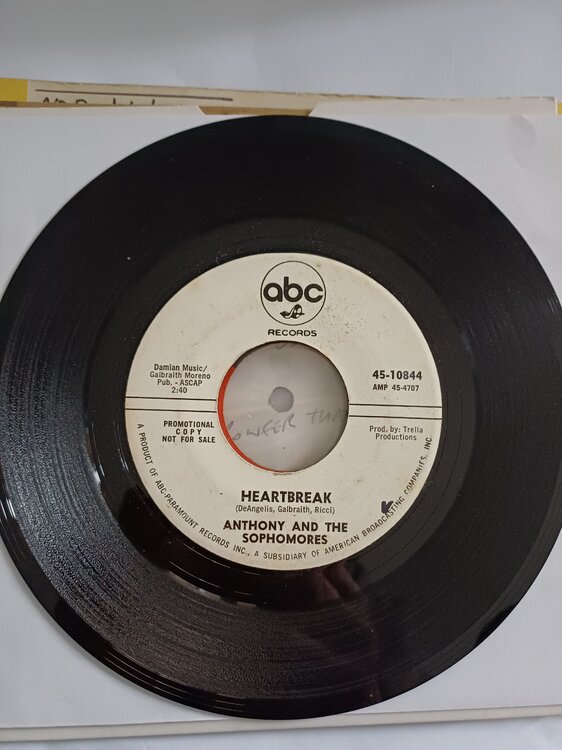 abc
RECORDS
Damian Music/
Galbraith Moreno
Pub. - ASCAP
2:40
45-10844
AMP 45-4707
PROMOTIONAL
COPY
NOT FOR SALE
Prod. by: Trella
Productions
HEARTBREAK
(DeAngelis, Galbraith, Ricci)
ANTHONY AND THE
SOPHOMORES
A PRODUCT OF ABC-PARAMOUNT RECORDS INC., A SUBSIDIARY OF AMERICAN BROADCASTING COMPANIES, INC.